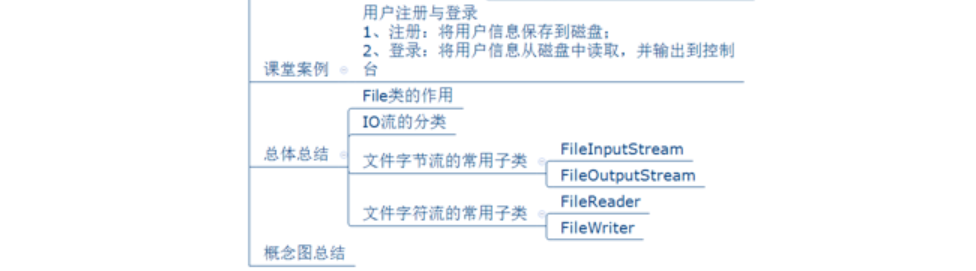 用户注册与登录
1、注册：将用户信息保存到磁盘；
2、登录：将用户信息从磁盘中读取，并输出到控制
台
课堂案例
File类的作用
IO流的分类
总体总结
文件字节流的常用子类
FileInputStream
FileOutputStream
文件字符流的常用子类
FileReader
FileWriter
概念图总结